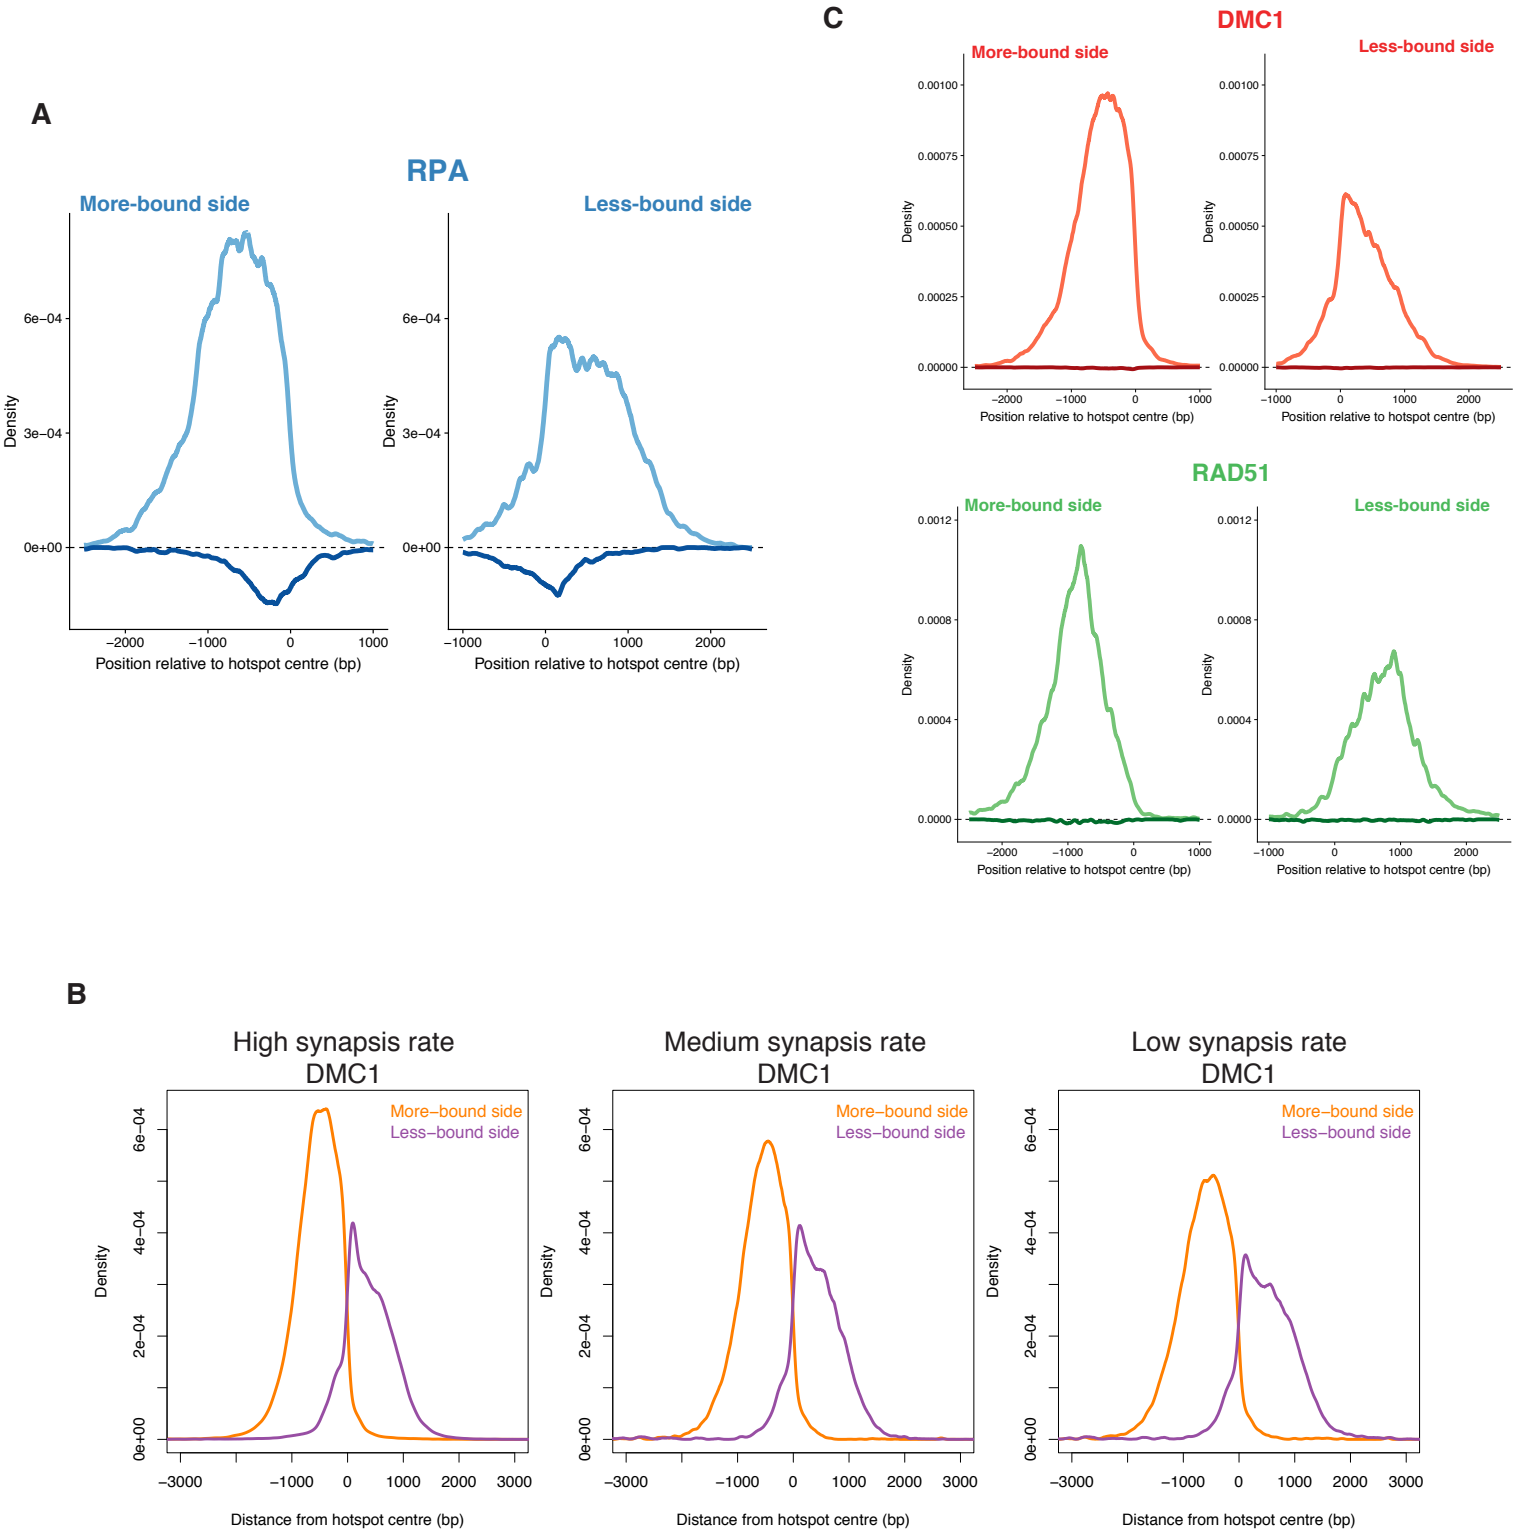 A
RPA
More-bound side
Less-bound side
Density
6e−04
3e−04
0e+00
−2000
−1000
0
1000
Position relative to hotspot centre (bp)
Density
6e−04
3e−04
0e+00
−1000
0
1000
2000
Position relative to hotspot centre (bp)
C
DMC1
More-bound side
Less-bound side
Density
0.00100
0.00075
0.00050
0.00025
0.00000
−2000
−1000
0
1000
Position relative to hotspot centre (bp)
Density
0.00100
0.00075
0.00050
0.00025
0.00000
−1000
0
1000
2000
Position relative to hotspot centre (bp)
RAD51
More-bound side
Less-bound side
Density
0.0012
0.0008
0.0004
0.0000
−2000
−1000
0
1000
Position relative to hotspot centre (bp)
Density
0.0012
0.0008
0.0004
0.0000
−1000
0
1000
2000
Position relative to hotspot centre (bp)
B
High synapsis rate
DMC1
More−bound side
Less−bound side
Density
6e−04
4e−04
2e−04
0e+00
−3000
−1000
0
1000
2000
3000
Distance from hotspot centre (bp)
Medium synapsis rate
DMC1
More−bound side
Less−bound side
Density
6e−04
4e−04
2e−04
0e+00
−3000
−1000
0
1000
2000
3000
Distance from hotspot centre (bp)
Low synapsis rate
DMC1
More−bound side
Less−bound side
Density
6e−04
4e−04
2e−04
0e+00
−3000
−1000
0
1000
2000
3000
Distance from hotspot centre (bp)